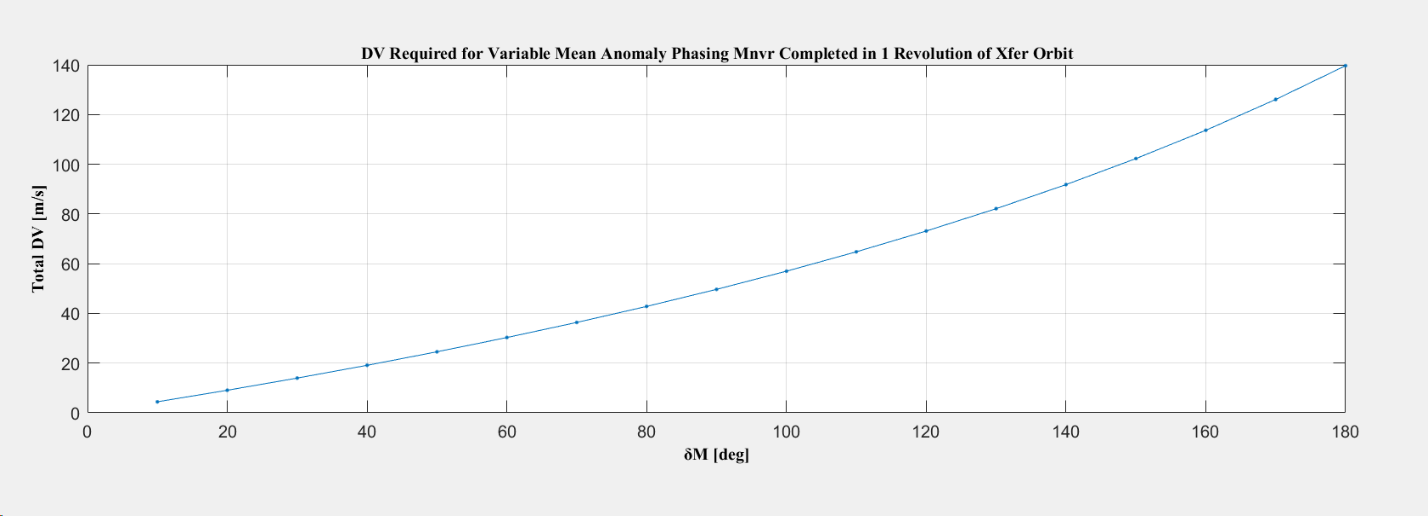 DV Required for Variable Mean Anomaly Phasing Mnvr Completed in 1 Revolution of Xfer Orbit
140
120
100
80
60
40
20
0
Total DV [m/s]
0 20 40 60 80 100 120 140 160 180
δM [deg]